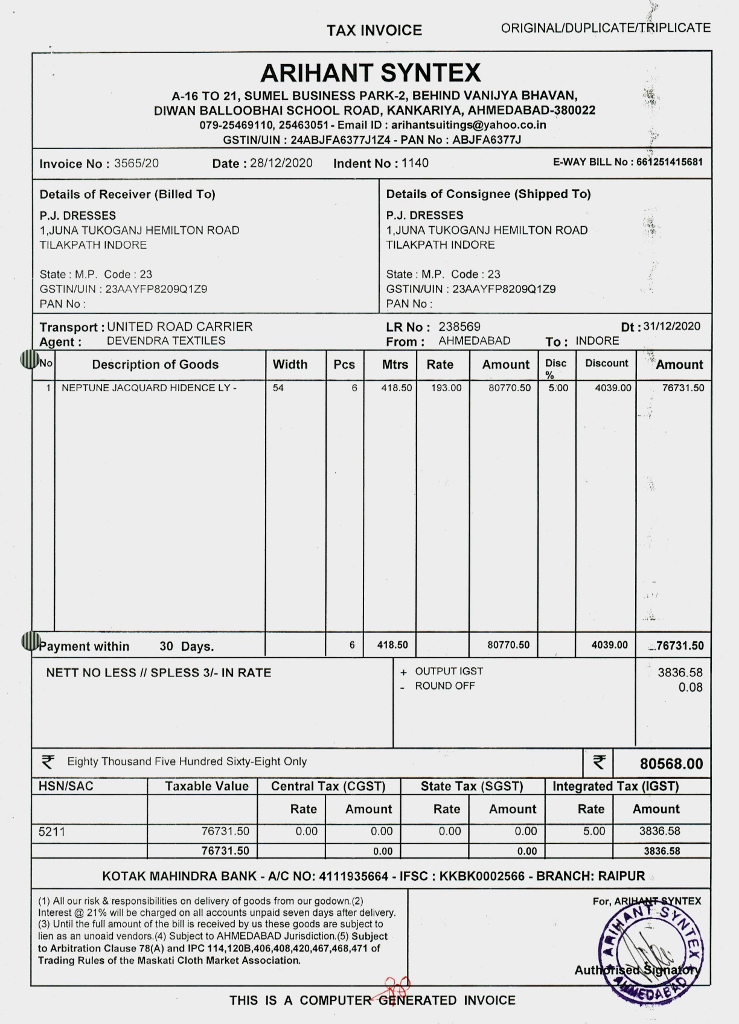 TAX INVOICE
ORIGINAL/DUPLICATE/TRIPLICATE
ARIHANT SYNTEX
A-16 TO 21, SUMEL BUSINESS PARK-2, BEHIND VANIJYA BHAVAN,
DIWAN BALLOOBHAI SCHOOL ROAD, KANKARIYA, AHMEDABAD-380022
079-25469110, 25463051 - Email ID : arihantsuitings@yahoo.co.in
GSTIN/UIN : 24ABJFA6377J1Z4 - PAN No : ABJFA6377J
Invoice No : 3565/20 Date : 28/12/2020 Indent No : 1140 E-WAY BILL No : 661251415681
Details of Receiver (Billed To)
P.J. DRESSES
1,JUNA TUKOGANJ HEMILTON ROAD
TILAKPATH INDORE
State : M.P. Code : 23
GSTIN/UIN : 23AAYFP8209Q1Z9
PAN No :
Details of Consignee (Shipped To)
P.J. DRESSES
1,JUNA TUKOGANJ HEMILTON ROAD
TILAKPATH INDORE
State : M.P. Code : 23
GSTIN/UIN : 23AAYFP8209Q1Z9
PAN No :
Transport : UNITED ROAD CARRIER LR No : 238569 Dt : 31/12/2020
Agent : DEVENDRA TEXTILES From : AHMEDABAD To : INDORE
No Description of Goods Width Pcs Mtrs Rate Amount Disc % Discount Amount
1 NEPTUNE JACQUARD HIDENCE LY - 54 6 418.50 193.00 80770.50 5.00 4039.00 76731.50
Payment within 30 Days. 6 418.50 80770.50 4039.00 76731.50
NETT NO LESS // SPLESS 3/- IN RATE
+ OUTPUT IGST 3836.58
- ROUND OFF 0.08
₹ Eighty Thousand Five Hundred Sixty-Eight Only ₹ 80568.00
HSN/SAC Taxable Value Central Tax (CGST) State Tax (SGST) Integrated Tax (IGST)
Rate Amount Rate Amount Rate Amount
5211 76731.50 0.00 0.00 0.00 0.00 5.00 3836.58
76731.50 0.00 0.00 3836.58
KOTAK MAHINDRA BANK - A/C NO: 4111935664 - IFSC : KKBK0002566 - BRANCH: RAIPUR
(1) All our risk & responsibilities on delivery of goods from our godown.(2)
Interest @ 21% will be charged on all accounts unpaid seven days after delivery.
(3) Until the full amount of the bill is received by us these goods are subject to
lien as an unoaid vendors.(4) Subject to AHMEDABAD Jurisdiction.(5) Subject
to Arbitration Clause 78(A) and IPC 114,120B,406,408,420,467,468,471 of
Trading Rules of the Maskati Cloth Market Association.
For, ARIHANT SYNTEX
ARIHANT SYNTEX
AHMEDABAD
Authorised Signatory
THIS IS A COMPUTER GENERATED INVOICE